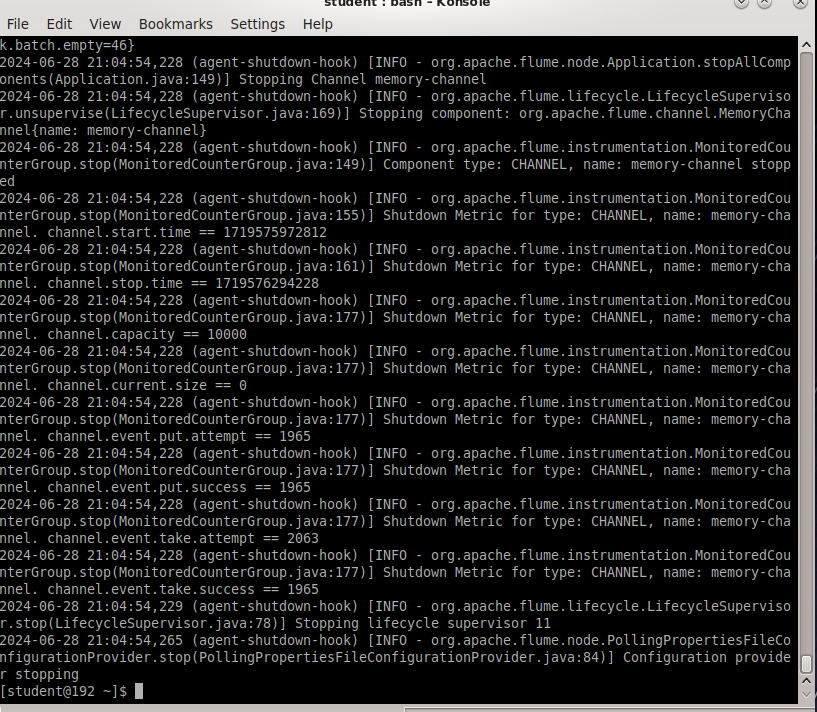 student : bash – Konsole
File Edit View Bookmarks Settings Help
k.batch.empty=46}
2024-06-28 21:04:54,228 (agent-shutdown-hook) [INFO - org.apache.flume.node.Application.stopAllComp
onents(Application.java:149)] Stopping Channel memory-channel
2024-06-28 21:04:54,228 (agent-shutdown-hook) [INFO - org.apache.flume.lifecycle.LifecycleSuperviso
r.unsupervise(LifecycleSupervisor.java:169)] Stopping component: org.apache.flume.channel.MemoryCha
nnel{name: memory-channel}
2024-06-28 21:04:54,228 (agent-shutdown-hook) [INFO - org.apache.flume.instrumentation.MonitoredCou
nterGroup.stop(MonitoredCounterGroup.java:149)] Component type: CHANNEL, name: memory-channel stopp
ed
2024-06-28 21:04:54,228 (agent-shutdown-hook) [INFO - org.apache.flume.instrumentation.MonitoredCou
nterGroup.stop(MonitoredCounterGroup.java:155)] Shutdown Metric for type: CHANNEL, name: memory-cha
nnel. channel.start.time == 1719575972812
2024-06-28 21:04:54,228 (agent-shutdown-hook) [INFO - org.apache.flume.instrumentation.MonitoredCou
nterGroup.stop(MonitoredCounterGroup.java:161)] Shutdown Metric for type: CHANNEL, name: memory-cha
nnel. channel.stop.time == 1719576294228
2024-06-28 21:04:54,228 (agent-shutdown-hook) [INFO - org.apache.flume.instrumentation.MonitoredCou
nterGroup.stop(MonitoredCounterGroup.java:177)] Shutdown Metric for type: CHANNEL, name: memory-cha
nnel. channel.capacity == 10000
2024-06-28 21:04:54,228 (agent-shutdown-hook) [INFO - org.apache.flume.instrumentation.MonitoredCou
nterGroup.stop(MonitoredCounterGroup.java:177)] Shutdown Metric for type: CHANNEL, name: memory-cha
nnel. channel.current.size == 0
2024-06-28 21:04:54,228 (agent-shutdown-hook) [INFO - org.apache.flume.instrumentation.MonitoredCou
nterGroup.stop(MonitoredCounterGroup.java:177)] Shutdown Metric for type: CHANNEL, name: memory-cha
nnel. channel.event.put.attempt == 1965
2024-06-28 21:04:54,228 (agent-shutdown-hook) [INFO - org.apache.flume.instrumentation.MonitoredCou
nterGroup.stop(MonitoredCounterGroup.java:177)] Shutdown Metric for type: CHANNEL, name: memory-cha
nnel. channel.event.put.success == 1965
2024-06-28 21:04:54,228 (agent-shutdown-hook) [INFO - org.apache.flume.instrumentation.MonitoredCou
nterGroup.stop(MonitoredCounterGroup.java:177)] Shutdown Metric for type: CHANNEL, name: memory-cha
nnel. channel.event.take.attempt == 2063
2024-06-28 21:04:54,228 (agent-shutdown-hook) [INFO - org.apache.flume.instrumentation.MonitoredCou
nterGroup.stop(MonitoredCounterGroup.java:177)] Shutdown Metric for type: CHANNEL, name: memory-cha
nnel. channel.event.take.success == 1965
2024-06-28 21:04:54,229 (agent-shutdown-hook) [INFO - org.apache.flume.lifecycle.LifecycleSuperviso
r.stop(LifecycleSupervisor.java:78)] Stopping lifecycle supervisor 11
2024-06-28 21:04:54,265 (agent-shutdown-hook) [INFO - org.apache.flume.node.PollingPropertiesFileCo
nfigurationProvider.stop(PollingPropertiesFileConfigurationProvider.java:84)] Configuration provide
r stopping
[student@192 ~]$